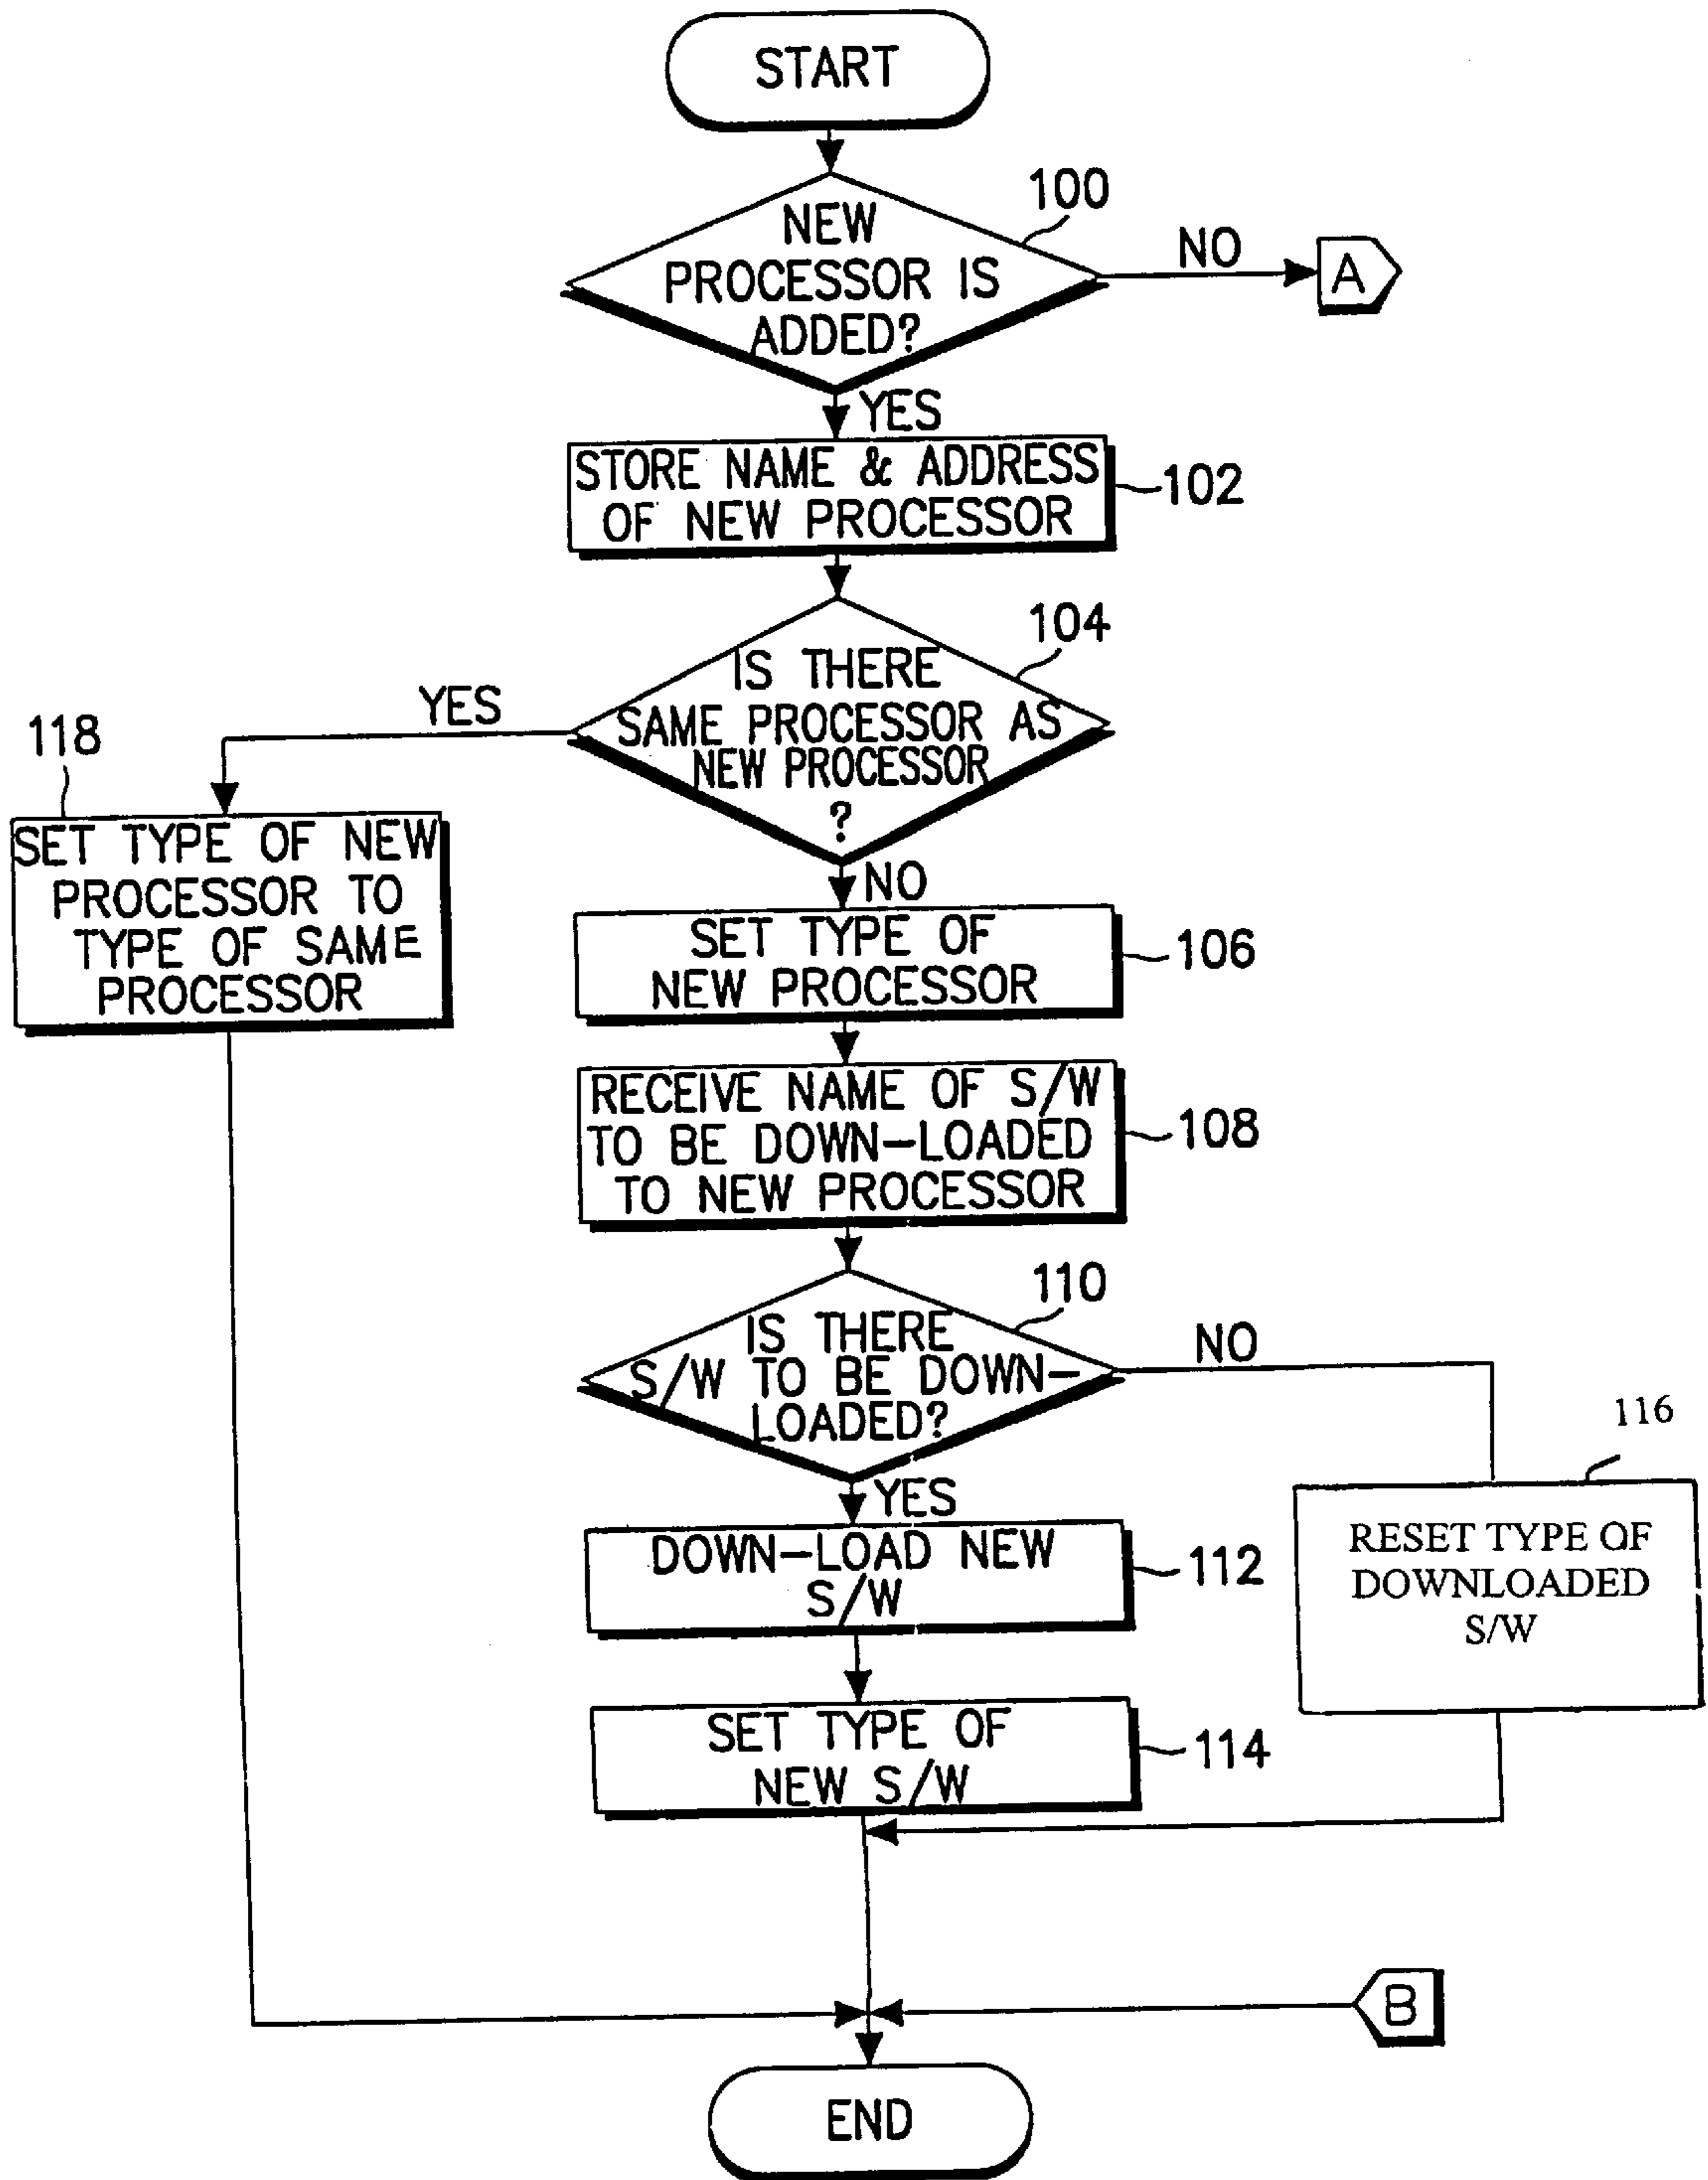 START
100
NEW
PROCESSOR IS
ADDED?
NO
A
YES
STORE NAME & ADDRESS
OF NEW PROCESSOR
102
104
IS THERE
SAME PROCESSOR AS
NEW PROCESSOR
?
YES
118
SET TYPE OF NEW
PROCESSOR TO
TYPE OF SAME
PROCESSOR
NO
SET TYPE OF
NEW PROCESSOR
106
RECEIVE NAME OF S/W
TO BE DOWN-LOADED
TO NEW PROCESSOR
108
110
IS THERE
S/W TO BE DOWN-
LOADED?
NO
116
RESET TYPE OF
DOWNLOADED
S/W
YES
DOWN-LOAD NEW
S/W
112
SET TYPE OF
NEW S/W
114
B
END